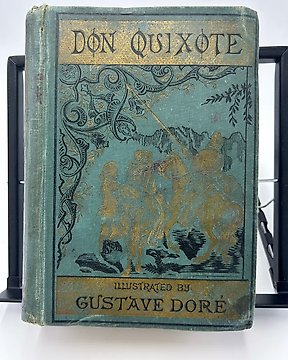 DON QUIXOTE
ILLUSTRATED BY
GUSTAVE DORÉ